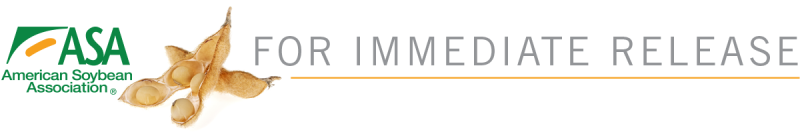 ASA
American Soybean
Association®
FOR IMMEDIATE RELEASE